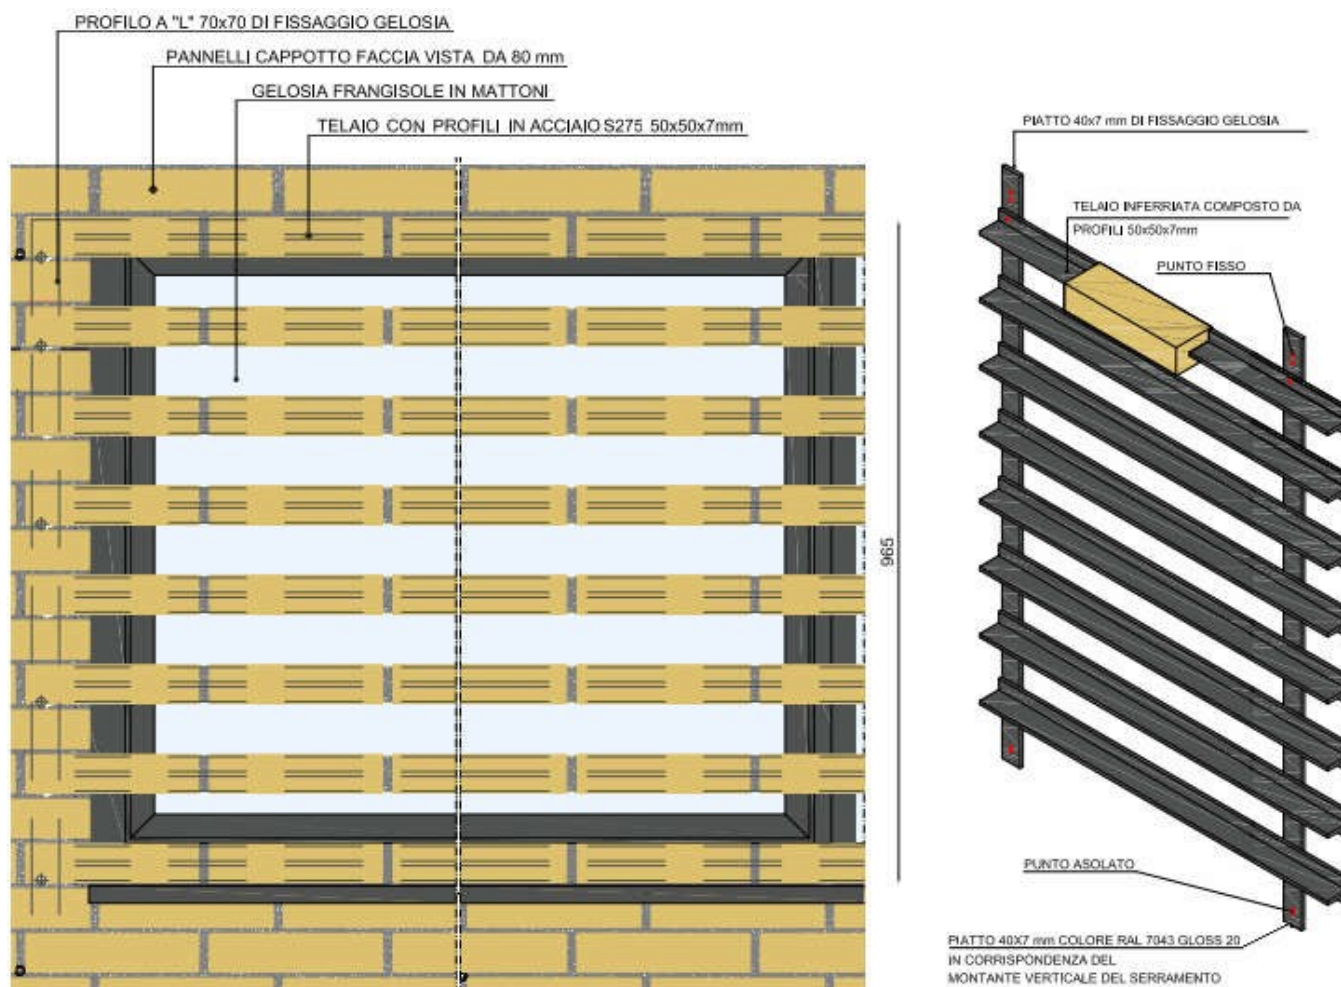 PROFILO A "L" 70x70 DI FISSAGGIO GELOSIA
PANNELLI CAPPOTTO FACCIA VISTA DA 80 mm
GELOSIA FRANGISOLE IN MATTONI
TELAIO CON PROFILI IN ACCIAIO S275 50x50x7mm
965
PIATTO 40x7 mm DI FISSAGGIO GELOSIA
TELAIO INFERRIATA COMPOSTO DA
PROFILI 50x50x7mm
PUNTO FISSO
PUNTO ASOLATO
PIATTO 40X7 mm COLORE RAL 7043 GLOSS 20
IN CORRISPONDENZA DEL
MONTANTE VERTICALE DEL SERRAMENTO